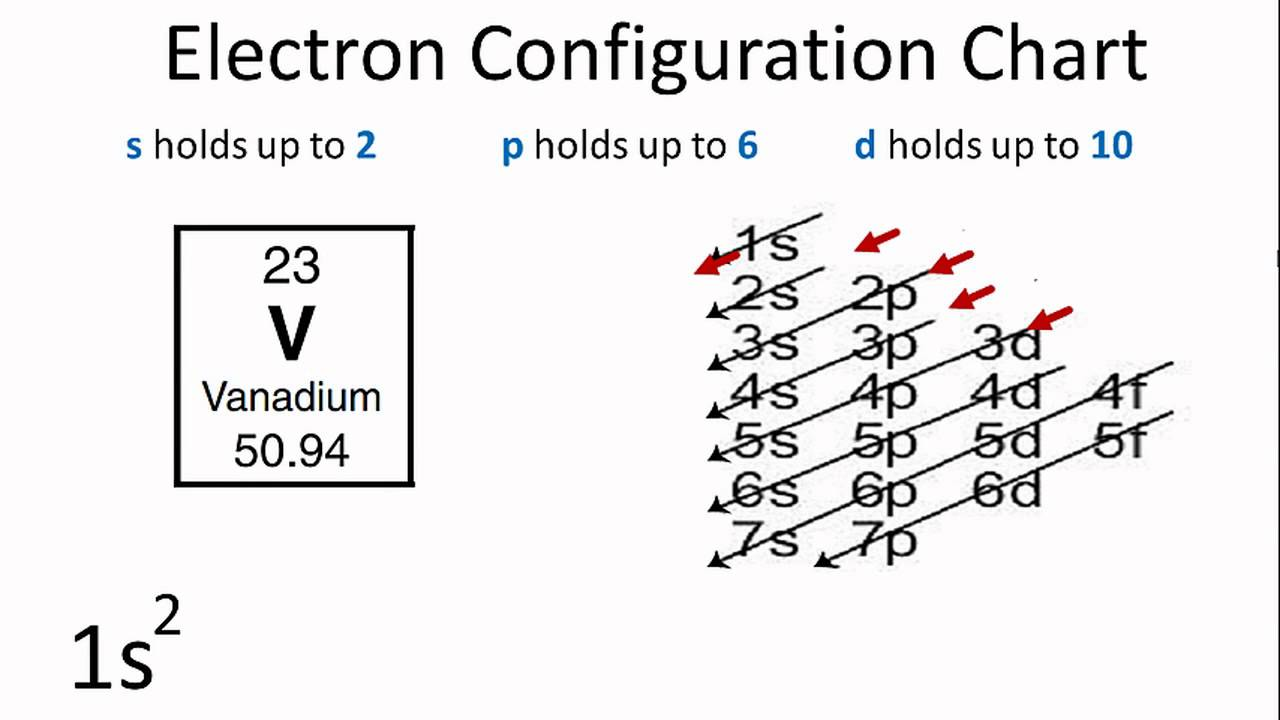 Electron Configuration Chart
s holds up to 2 p holds up to 6 d holds up to 10
23
V
Vanadium
50.94
1s
2s 2p
3s 3p 3d
4s 4p 4d 4f
5s 5p 5d 5f
6s 6p 6d
7s 7p
1s²